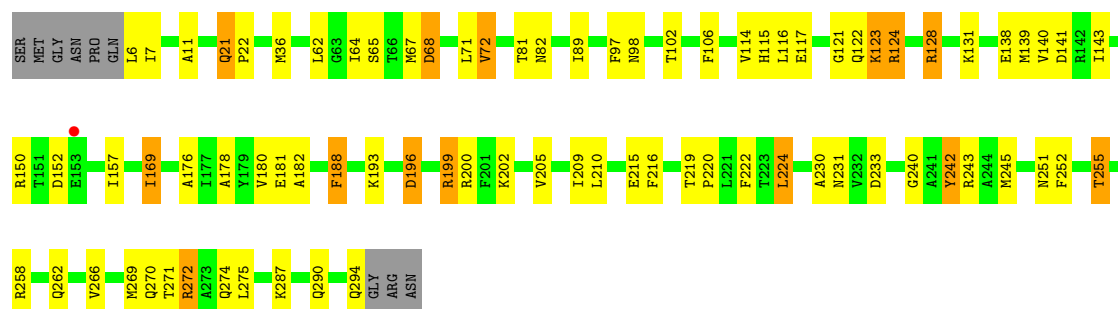 SER MET GLY ASN PRO GLN L6 I7 A11 Q21 P22 M36 L62 G63 I64 S65 T66 M67 D68 L71 V72 T81 N82 I89 F97 N98 T102 F106 V114 H115 L116 E117 G121 Q122 K123 R124 R128 K131 E138 M139 V140 D141 R142 I143
R150 T151 D152 E153 I157 I169 A176 I177 A178 Y179 V180 E181 A182 F188 K193 D196 R199 R200 F201 K202 V205 I209 L210 E215 F216 T219 P220 L221 F222 T223 L224 A230 N231 V232 D233 G240 A241 Y242 R243 A244 M245 N251 F252 T255
R258 Q262 V266 M269 Q270 T271 R272 A273 Q274 L275 K287 Q290 Q294 GLY ARG ASN